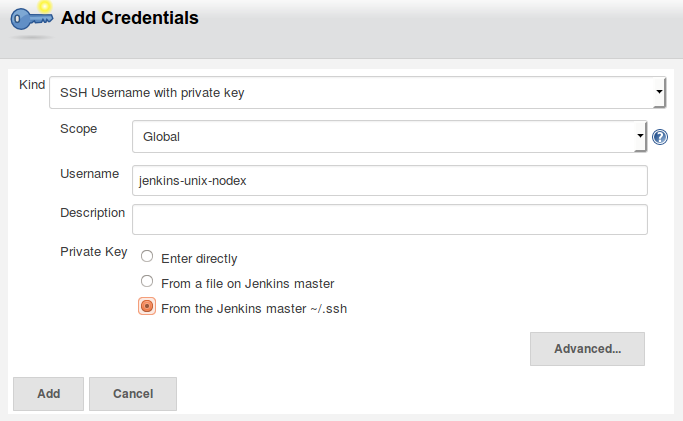 Add Credentials
Kind SSH Username with private key
Scope Global
Username jenkins-unix-nodex
Description
Private Key Enter directly
From a file on Jenkins master
From the Jenkins master ~/.ssh
Advanced...
Add Cancel